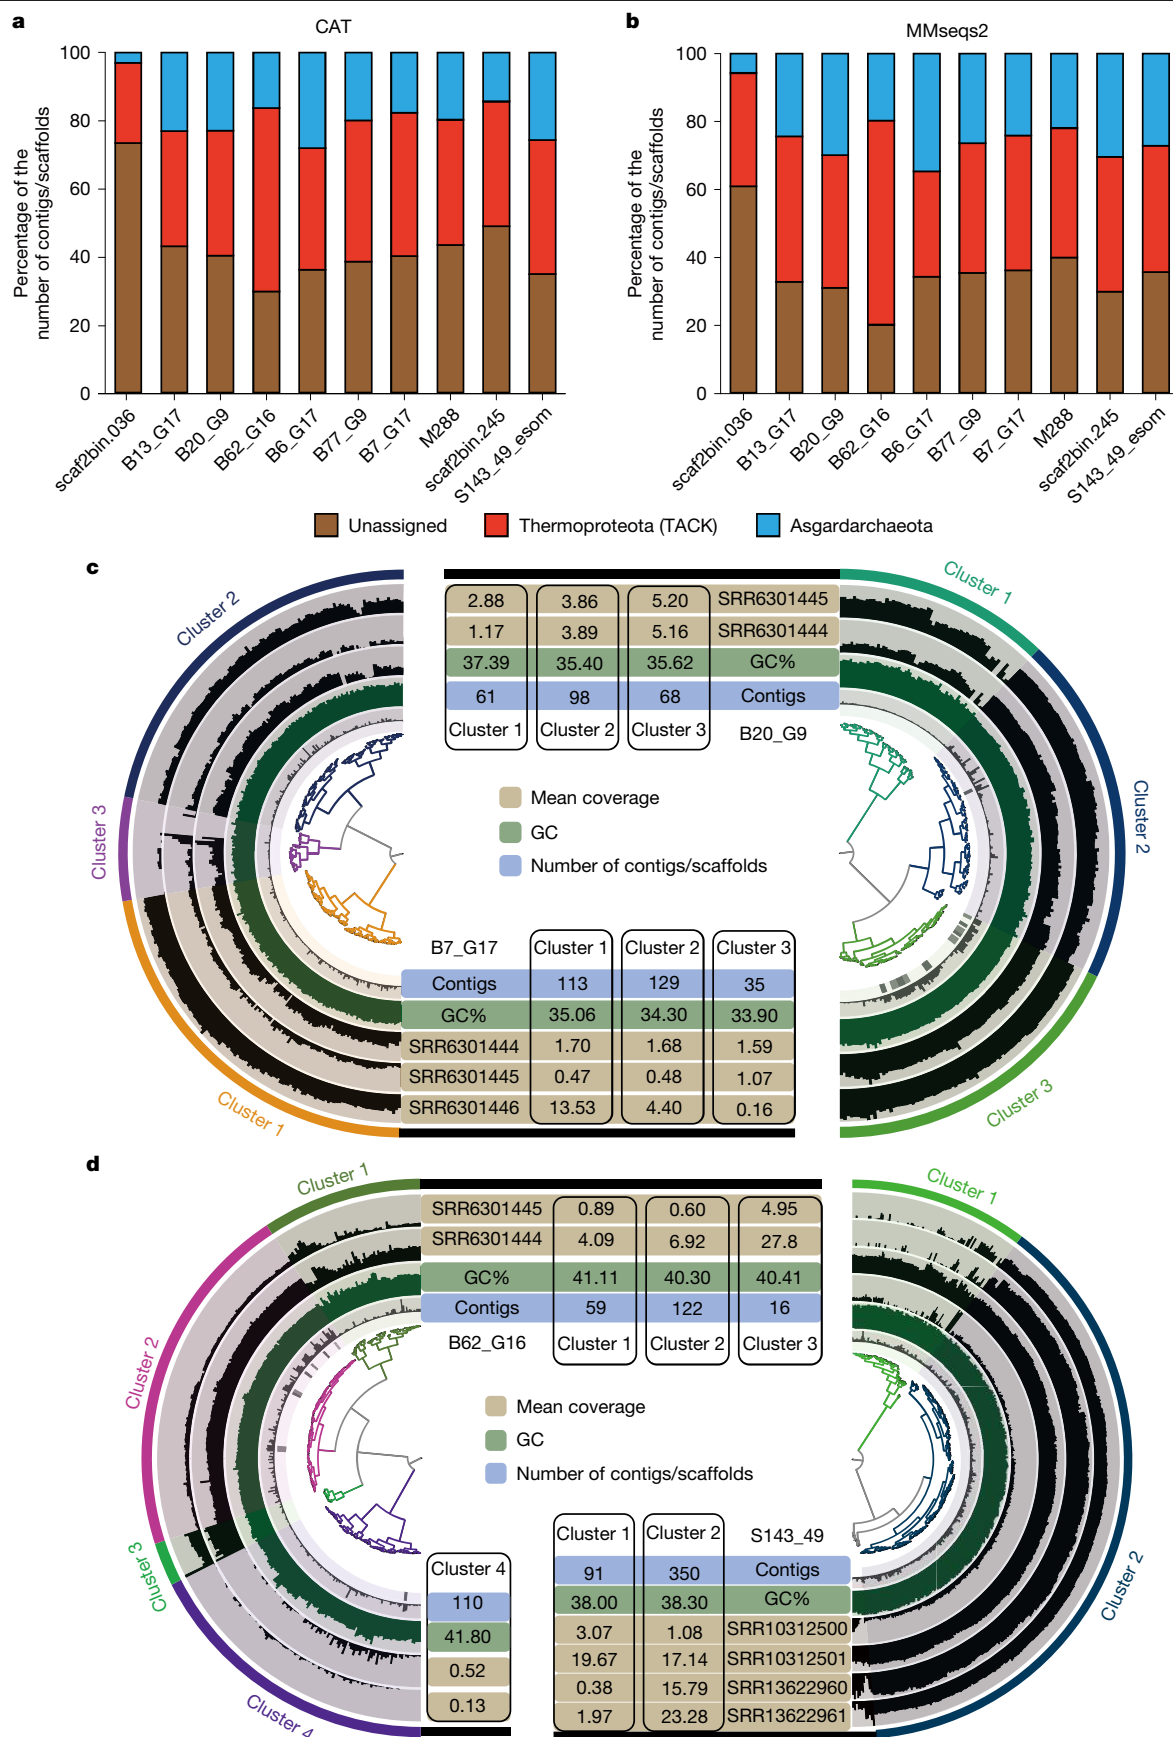 a
CAT
Percentage of the
number of contigs/scaffolds
100
80
60
40
20
0
scaf2bin.036
B13_G17
B20_G9
B62_G16
B6_G17
B77_G9
B7_G17
M288
scaf2bin.245
S143_49_esom
b
MMseqs2
Percentage of the
number of contigs/scaffolds
100
80
60
40
20
0
scaf2bin.036
B13_G17
B20_G9
B62_G16
B6_G17
B77_G9
B7_G17
M288
scaf2bin.245
S143_49_esom
Unassigned Thermoproteota (TACK) Asgardarchaeota
c
Cluster 2
Cluster 3
Cluster 1
2.88 3.86 5.20 SRR6301445
1.17 3.89 5.16 SRR6301444
37.39 35.40 35.62 GC%
61 98 68 Contigs
Cluster 1 Cluster 2 Cluster 3 B20_G9
Cluster 1
Cluster 2
Cluster 3
Mean coverage
GC
Number of contigs/scaffolds
B7_G17 Cluster 1 Cluster 2 Cluster 3
Contigs 113 129 35
GC% 35.06 34.30 33.90
SRR6301444 1.70 1.68 1.59
SRR6301445 0.47 0.48 1.07
SRR6301446 13.53 4.40 0.16
d
Cluster 1
Cluster 2
Cluster 3
Cluster 4
SRR6301445 0.89 0.60 4.95
SRR6301444 4.09 6.92 27.8
GC% 41.11 40.30 40.41
Contigs 59 122 16
B62_G16 Cluster 1 Cluster 2 Cluster 3
Cluster 1
Cluster 2
Mean coverage
GC
Number of contigs/scaffolds
Cluster 4
110
41.80
0.52
0.13
Cluster 1 Cluster 2 S143_49
91 350 Contigs
38.00 38.30 GC%
3.07 1.08 SRR10312500
19.67 17.14 SRR10312501
0.38 15.79 SRR13622960
1.97 23.28 SRR13622961